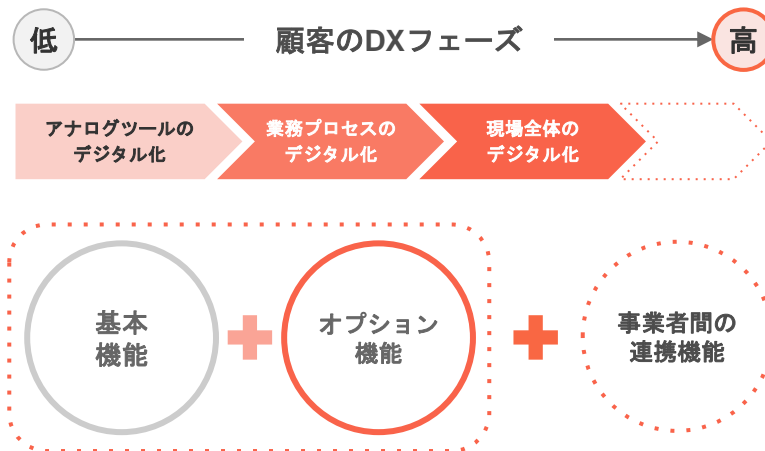 低
顧客のDXフェーズ
高
アナログツールの
デジタル化
業務プロセスの
デジタル化
現場全体の
デジタル化
基本
機能
オプション
機能
事業者間の
連携機能